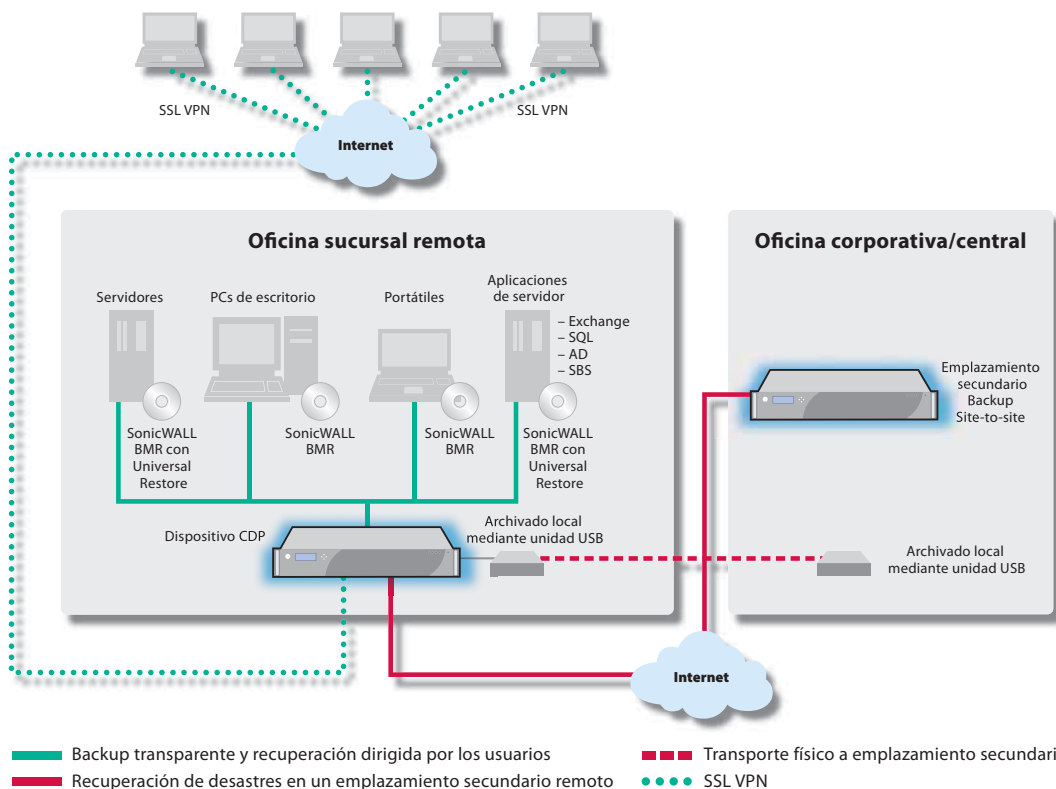 SSL VPN
SSL VPN
Internet
Oficina sucursal remota
Oficina corporativa/central
Servidores
PCs de escritorio
Portátiles
Aplicaciones
de servidor
– Exchange
– SQL
– AD
– SBS
SonicWALL
BMR con
Universal
Restore
SonicWALL
BMR
SonicWALL
BMR
SonicWALL
BMR con
Universal
Restore
Emplazamiento
secundario
Backup
Site-to-site
Dispositivo CDP
Archivado local
mediante unidad USB
Archivado local
mediante unidad USB
Internet
Backup transparente y recuperación dirigida por los usuarios
Recuperación de desastres en un emplazamiento secundario remoto
Transporte físico a emplazamiento secundari
SSL VPN